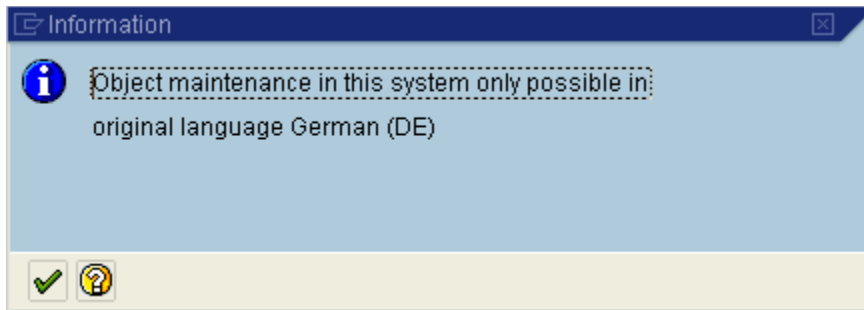 Information
Object maintenance in this system only possible in
original language German (DE)